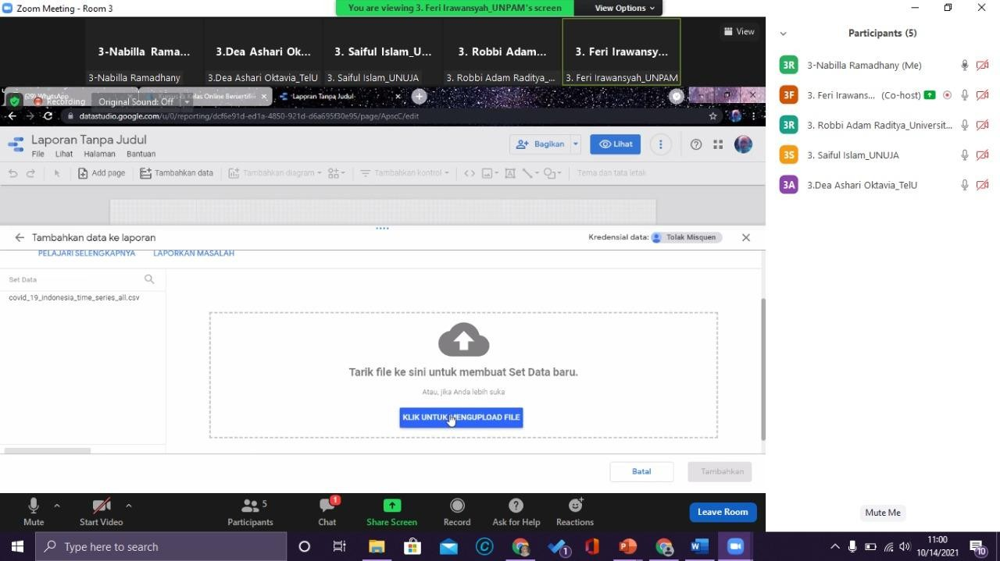 Zoom Meeting - Room 3
You are viewing 3. Feri Irawansyah_UNPAM's screen
View Options
3-Nabilla Rama...
3.Dea Ashari Ok...
3. Saiful Islam_U...
3. Robbi Adam...
3. Feri Irawansy...
View
3-Nabilla Ramadhany
3.Dea Ashari Oktavia_TelU
3. Saiful Islam_UNUJA
3. Robbi Adam Raditya_...
3. Feri Irawansyah_UNPAM
(29) WhatsApp
Recording
Original Sound: Off
Kelas Online Bersertifi
Laporan Tanpa Judul
datastudio.google.com/u/0/reporting/dcf6e91d-ed1a-4850-921d-d6a695f30e95/page/ApsoC/edit
Laporan Tanpa Judul
File Lihat Halaman Bantuan
Bagikan
Lihat
Add page
Tambahkan data
Tambahkan diagram
Tambahkan kontrol
Tema dan tata letak
Tambahkan data ke laporan
Kredensial data:
Tolak Misquen
PELAJARI SELENGKAPNYA
LAPORKAN MASALAH
Set Data
covid_19_indonesia_time_series_all.csv
Tarik file ke sini untuk membuat Set Data baru.
Atau, jika Anda lebih suka
KLIK UNTUK MENGUPLOAD FILE
Batal
Tambahkan
Participants (5)
3R 3-Nabilla Ramadhany (Me)
3F 3. Feri Irawans... (Co-host)
3R 3. Robbi Adam Raditya_Universit...
3S 3. Saiful Islam_UNUJA
3A 3.Dea Ashari Oktavia_TelU
Mute Me
Mute
Start Video
5
Participants
1
Chat
Share Screen
Record
Ask for Help
Reactions
Leave Room
Type here to search
1
11:00
10/14/2021
10